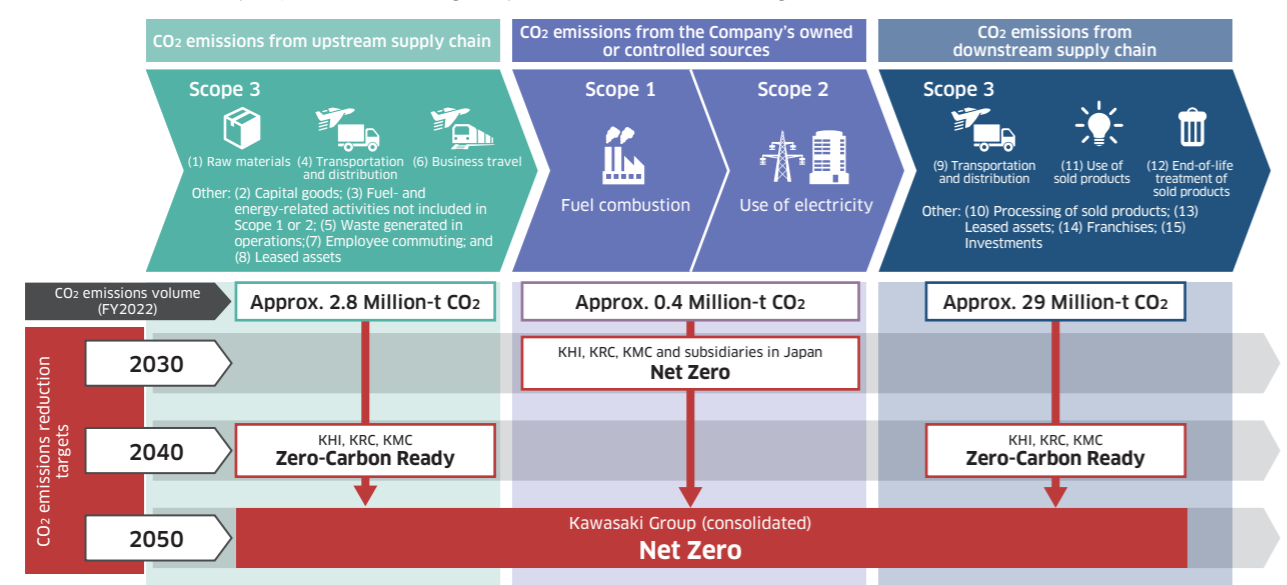 CO2 emissions from upstream supply chain
CO2 emissions from the Company's owned
or controlled sources
CO2 emissions from
downstream supply chain
Scope 3
(1) Raw materials
(4) Transportation
and distribution
(6) Business travel
Other: (2) Capital goods; (3) Fuel- and
energy-related activities not included in
Scope 1 or 2; (5) Waste generated in
operations;(7) Employee commuting; and
(8) Leased assets
Scope 1
Fuel combustion
Scope 2
Use of electricity
Scope 3
(9) Transportation
and distribution
(11) Use of
sold products
(12) End-of-life
treatment of
sold products
Other: (10) Processing of sold products; (13)
Leased assets; (14) Franchises; (15)
Investments
CO2 emissions volume
(FY2022)
Approx. 2.8 Million-t CO2
Approx. 0.4 Million-t CO2
Approx. 29 Million-t CO2
CO2 emissions reduction
targets
2030
KHI, KRC, KMC and subsidiaries in Japan
Net Zero
2040
KHI, KRC, KMC
Zero-Carbon Ready
KHI, KRC, KMC
Zero-Carbon Ready
2050
Kawasaki Group (consolidated)
Net Zero